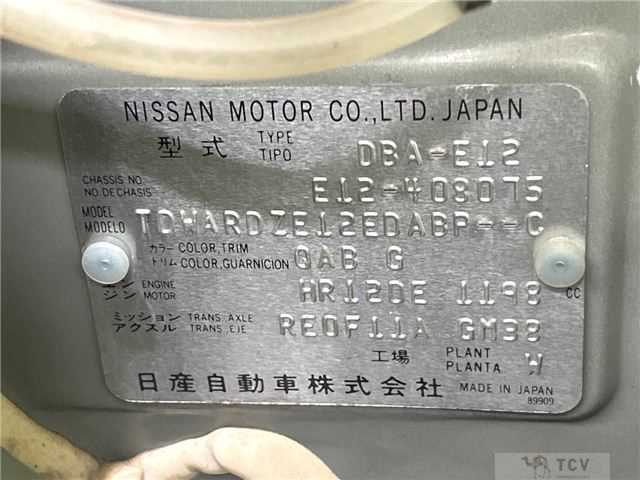 NISSAN MOTOR CO.,LTD. JAPAN
型式 TYPE TIPO DBA-E12
CHASSIS NO. NO.DE CHASIS E12-408075
MODEL MODELO TDWARDZE12EDABP--C
カラー COLOR,TRIM トリム COLOR,GUARNICION QAB G
エンジン ENGINE MOTOR HR12DE 1198 CC
ミッション TRANS. AXLE アクスル TRANS. EJE RE0F11A GM38
工場 PLANT PLANTA W
日産自動車株式会社 MADE IN JAPAN
89909
TCV